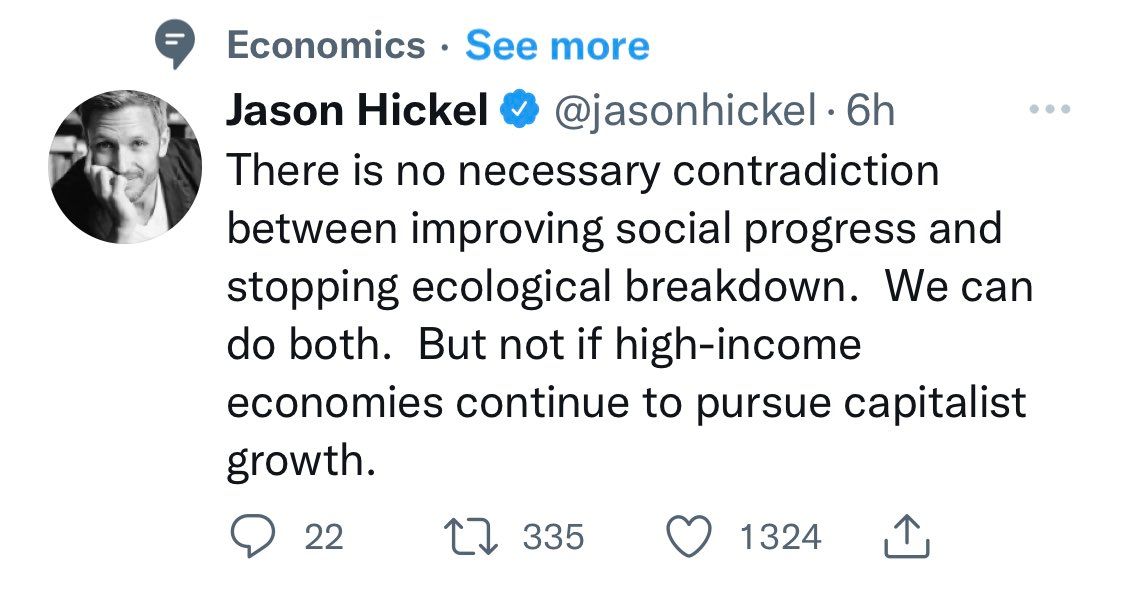 Economics · See more
Jason Hickel @jasonhickel · 6h
There is no necessary contradiction
between improving social progress and
stopping ecological breakdown.  We can
do both.  But not if high-income
economies continue to pursue capitalist
growth.
22 335 1324